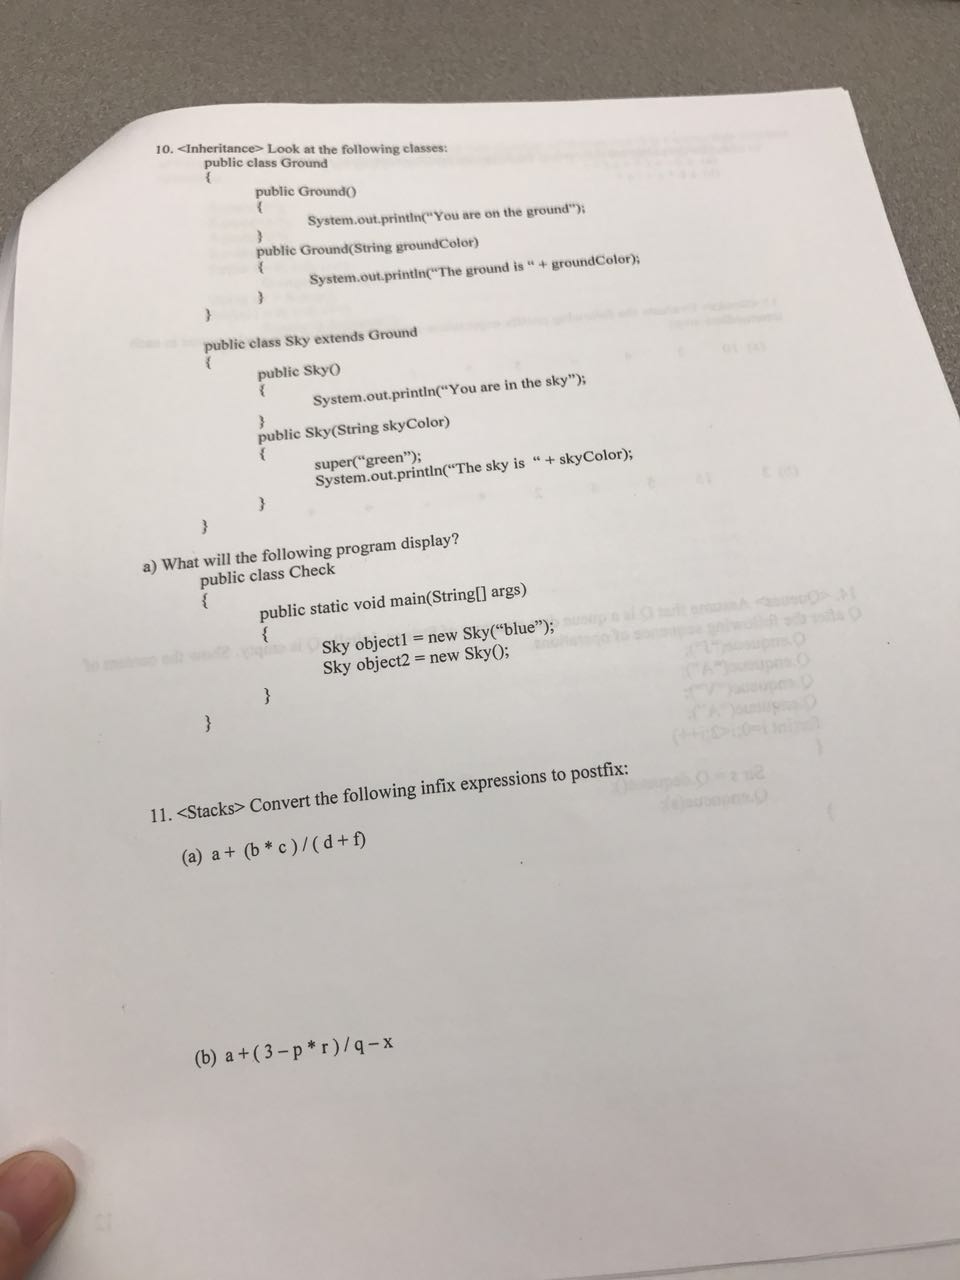 10. <Inheritance> Look at the following classes:
public class Ground
{
public Ground()
{
System.out.println("You are on the ground");
}
public Ground(String groundColor)
{
System.out.println("The ground is " + groundColor);
}
}
public class Sky extends Ground
{
public Sky()
{
System.out.println("You are in the sky");
}
public Sky(String skyColor)
{
super("green");
System.out.println("The sky is " + skyColor);
}
}
a) What will the following program display?
public class Check
{
public static void main(String[] args)
{
Sky object1 = new Sky("blue");
Sky object2 = new Sky();
}
}
11. <Stacks> Convert the following infix expressions to postfix:
(a) a + (b * c ) / ( d + f)
(b) a + ( 3 – p * r ) / q – x